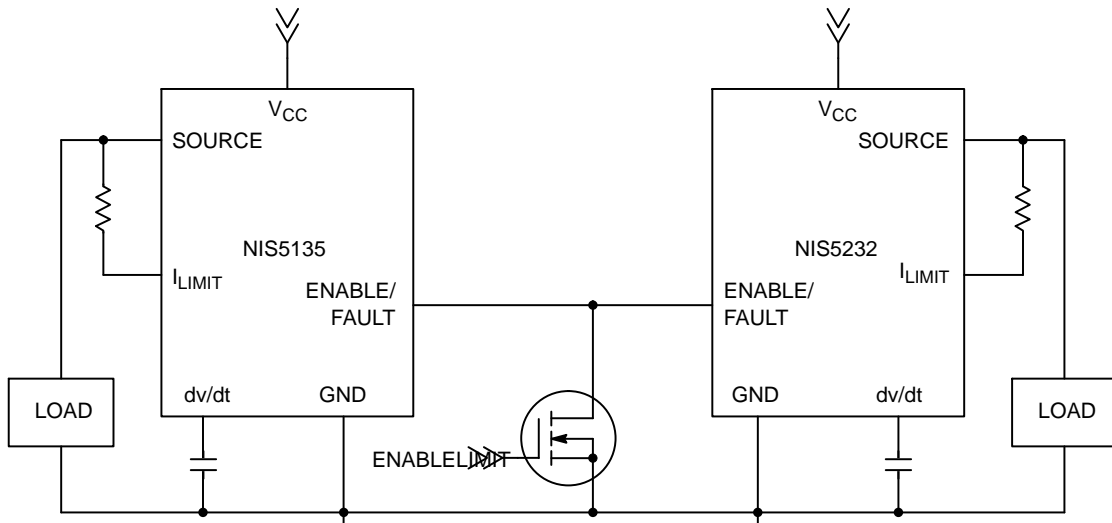 VCC
VCC
SOURCE
SOURCE
NIS5135
NIS5232
ILIMIT
ILIMIT
ENABLE/
FAULT
ENABLE/
FAULT
dv/dt
GND
GND
dv/dt
LOAD
LOAD
ENABLELIMIT